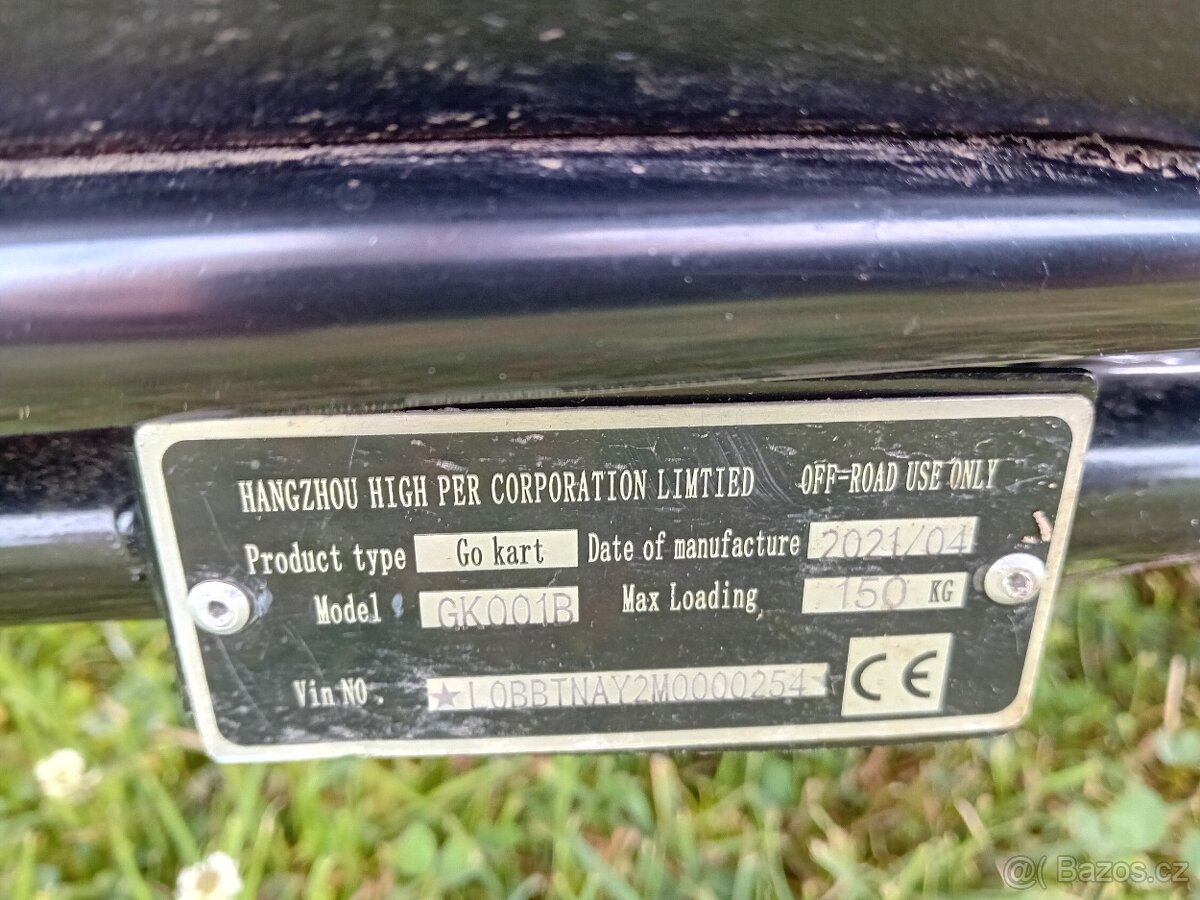 HANGZHOU HIGH PER CORPORATION LIMTIED OFF-ROAD USE ONLY
Product type Go kart Date of manufacture 2021/04
Model GK001B Max Loading 150 KG
Vin NO. ★L0BBTNAY2M0000254★ CE
@ Bazos.cz